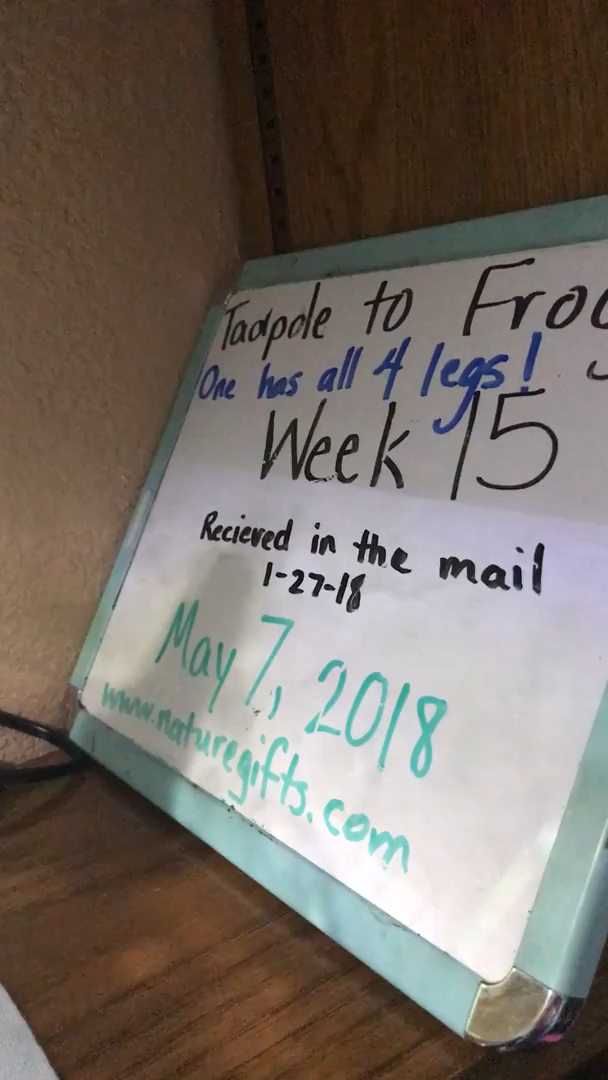 Tadpole to Frog
One has all 4 legs!
Week 15
Recieved in the mail
1-27-18
May 7, 2018
www.naturegifts.com